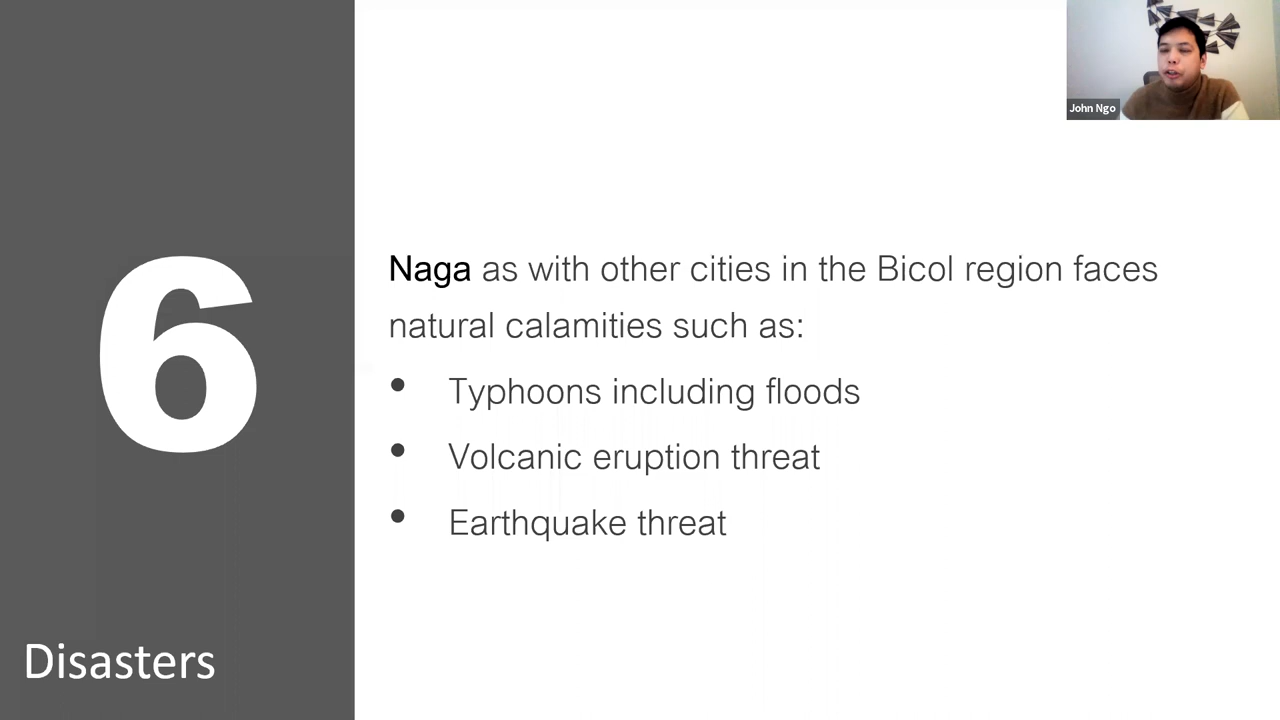 6
Disasters
Naga as with other cities in the Bicol region faces
natural calamities such as:
• Typhoons including floods
• Volcanic eruption threat
• Earthquake threat
John Ngo